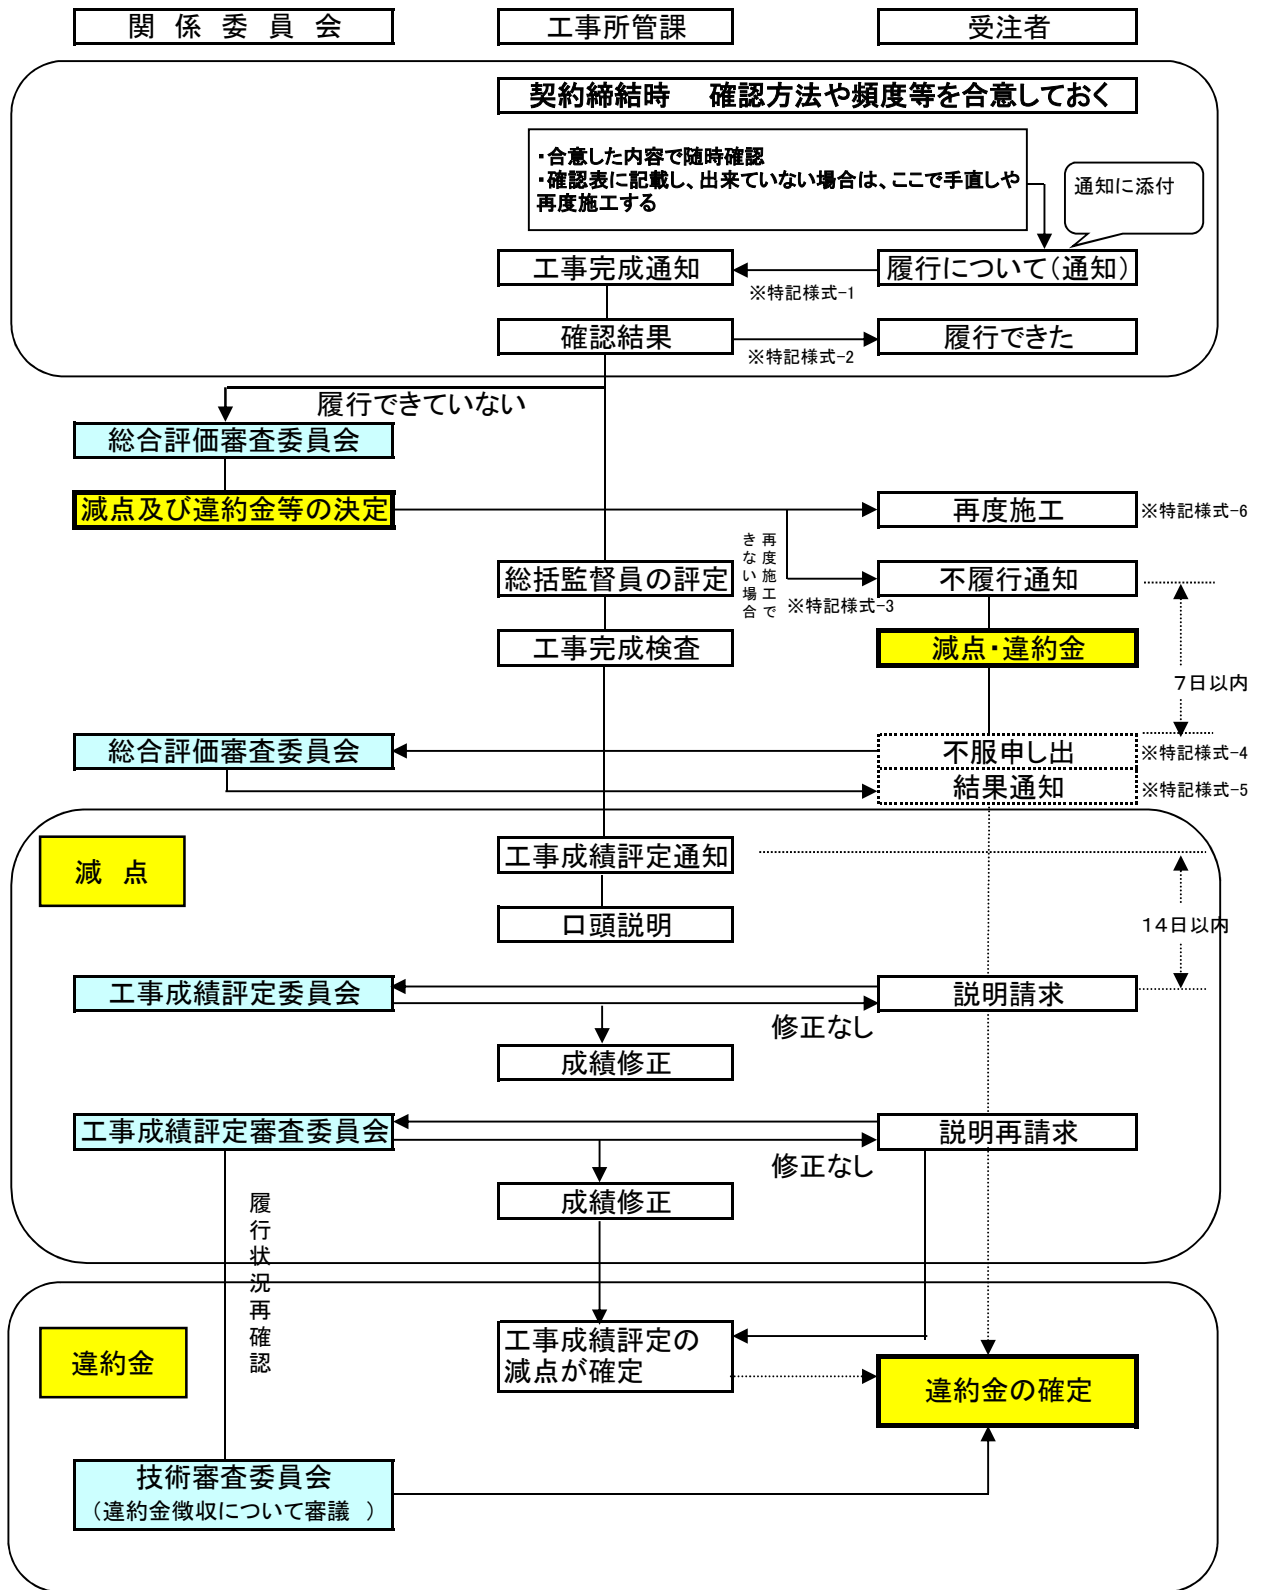 関 係 委 員 会
工事所管課
受注者
契約締結時　確認方法や頻度等を合意しておく
・合意した内容で随時確認
・確認表に記載し、出来ていない場合は、ここで手直しや
再度施工する
通知に添付
工事完成通知
履行について（通知）
※特記様式-1
確認結果
履行できた
※特記様式-2
履行できていない
総合評価審査委員会
減点及び違約金等の決定
再度施工
※特記様式-6
再度施工で
きない場合
総括監督員の評定
不履行通知
※特記様式-3
工事完成検査
減点・違約金
7日以内
総合評価審査委員会
不服申し出
※特記様式-4
結果通知
※特記様式-5
減 点
工事成績評定通知
口頭説明
14日以内
工事成績評定委員会
説明請求
修正なし
成績修正
工事成績評定審査委員会
説明再請求
修正なし
成績修正
履行状況再確認
違約金
工事成績評定の
減点が確定
違約金の確定
技術審査委員会
（違約金徴収について審議　）